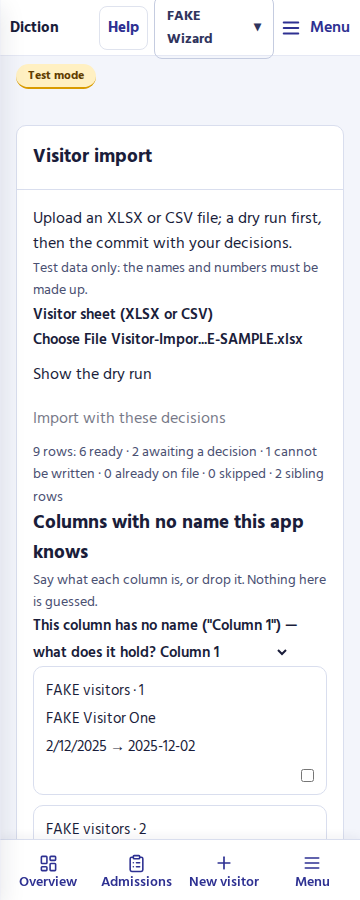 Diction
Help
FAKE Wizard ▼
Menu
Test mode
Visitor import
Upload an XLSX or CSV file; a dry run first,
then the commit with your decisions.
Test data only: the names and numbers must be
made up.
Visitor sheet (XLSX or CSV)
Choose File Visitor-Impor...E-SAMPLE.xlsx
Show the dry run
Import with these decisions
9 rows: 6 ready · 2 awaiting a decision · 1 cannot
be written · 0 already on file · 0 skipped · 2 sibling
rows
Columns with no name this app
knows
Say what each column is, or drop it. Nothing here
is guessed.
This column has no name ("Column 1") —
what does it hold? Column 1
FAKE visitors · 1
FAKE Visitor One
2/12/2025 → 2025-12-02
FAKE visitors · 2
Overview
Admissions
New visitor
Menu